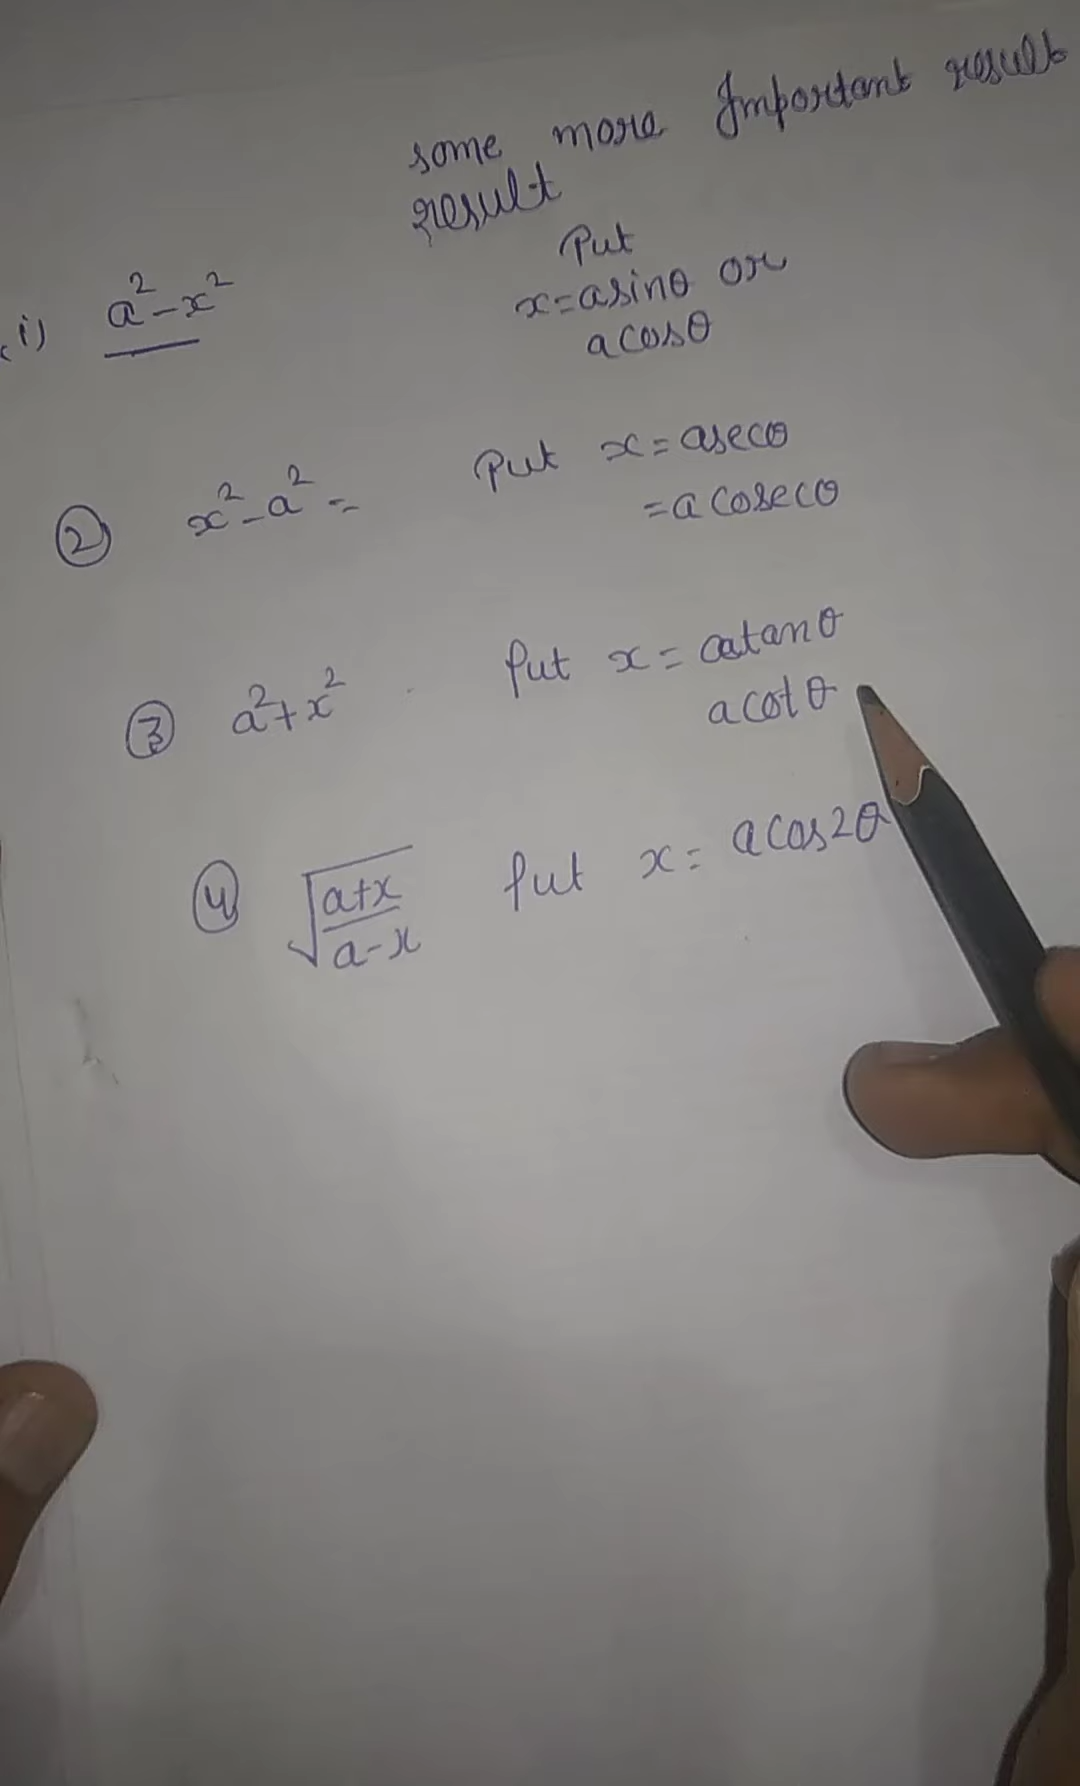 some more Important result
result
(i) a² - x² Put
x = asinθ or
acosθ
② x² - a² = Put x = asecθ
= a cosecθ
③ a² + x² Put x = atanθ
acotθ
④ √(a+x)/(a-x) Put x = acos2θ